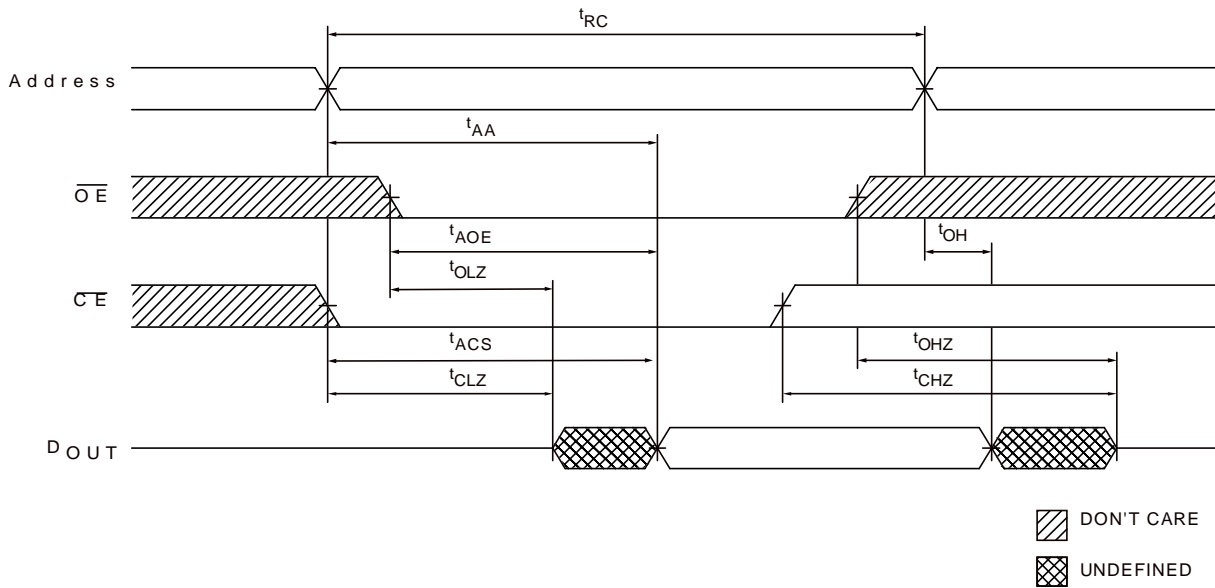 tRC
Address
tAA
OE
tAOE
tOH
tOLZ
CE
tACS
tOHZ
tCLZ
tCHZ
DOUT
DON'T CARE
UNDEFINED